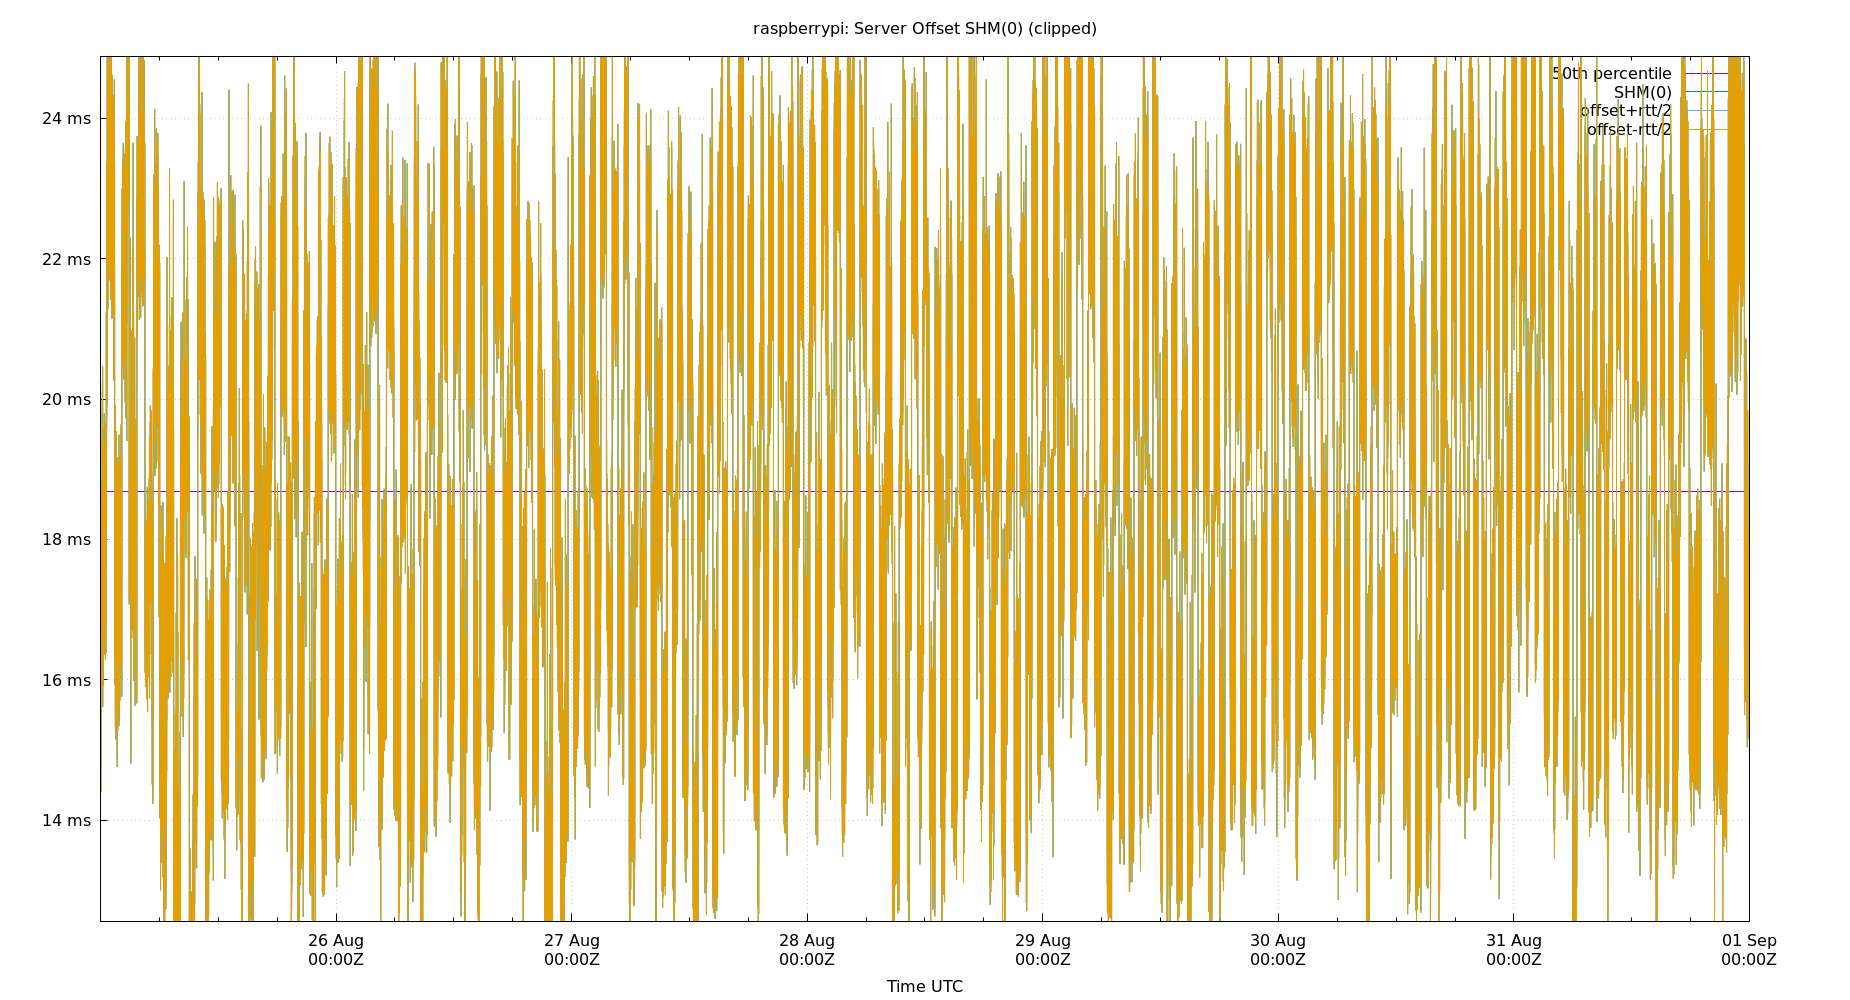 raspberrypi: Server Offset SHM(0) (clipped)
50th percentile
SHM(0)
offset+rtt/2
offset-rtt/2
24 ms
22 ms
20 ms
18 ms
16 ms
14 ms
26 Aug 27 Aug 28 Aug 29 Aug 30 Aug 31 Aug 01 Sep
00:00Z 00:00Z 00:00Z 00:00Z 00:00Z 00:00Z 00:00Z
Time UTC